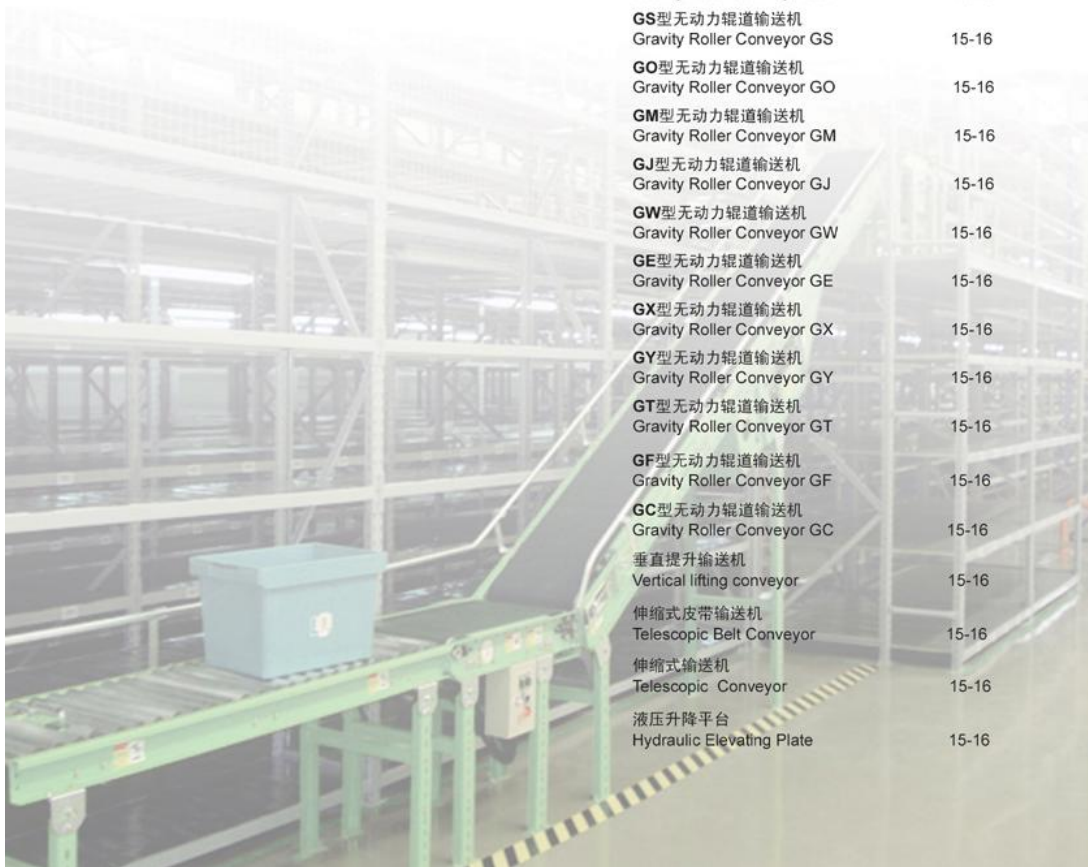 GS型无动力辊道输送机
Gravity Roller Conveyor GS 15-16
GO型无动力辊道输送机
Gravity Roller Conveyor GO 15-16
GM型无动力辊道输送机
Gravity Roller Conveyor GM 15-16
GJ型无动力辊道输送机
Gravity Roller Conveyor GJ 15-16
GW型无动力辊道输送机
Gravity Roller Conveyor GW 15-16
GE型无动力辊道输送机
Gravity Roller Conveyor GE 15-16
GX型无动力辊道输送机
Gravity Roller Conveyor GX 15-16
GY型无动力辊道输送机
Gravity Roller Conveyor GY 15-16
GT型无动力辊道输送机
Gravity Roller Conveyor GT 15-16
GF型无动力辊道输送机
Gravity Roller Conveyor GF 15-16
GC型无动力辊道输送机
Gravity Roller Conveyor GC 15-16
垂直提升输送机
Vertical lifting conveyor 15-16
伸缩式皮带输送机
Telescopic Belt Conveyor 15-16
伸缩式输送机
Telescopic Conveyor 15-16
液压升降平台
Hydraulic Elevating Plate 15-16